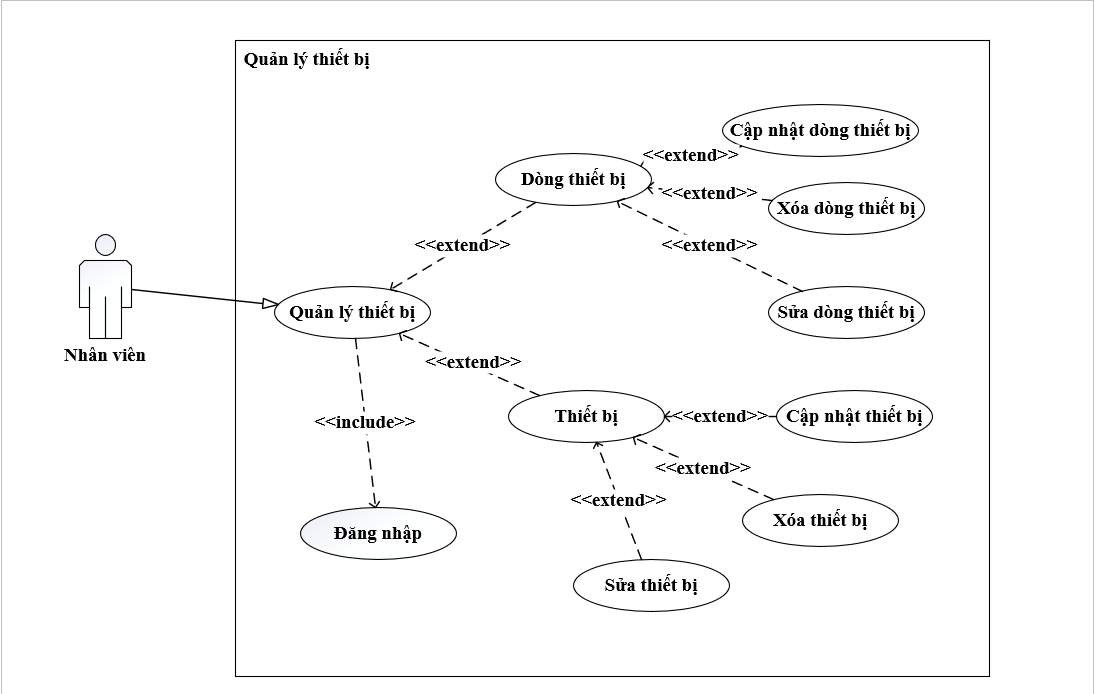 Quản lý thiết bị
Cập nhật dòng thiết bị
<<extend>>
Dòng thiết bị
<<extend>>
Xóa dòng thiết bị
<<extend>>
<<extend>>
Quản lý thiết bị
Sửa dòng thiết bị
Nhân viên
<<extend>>
Thiết bị
<<extend>>
Cập nhật thiết bị
<<include>>
<<extend>>
<<extend>>
Xóa thiết bị
Đăng nhập
Sửa thiết bị